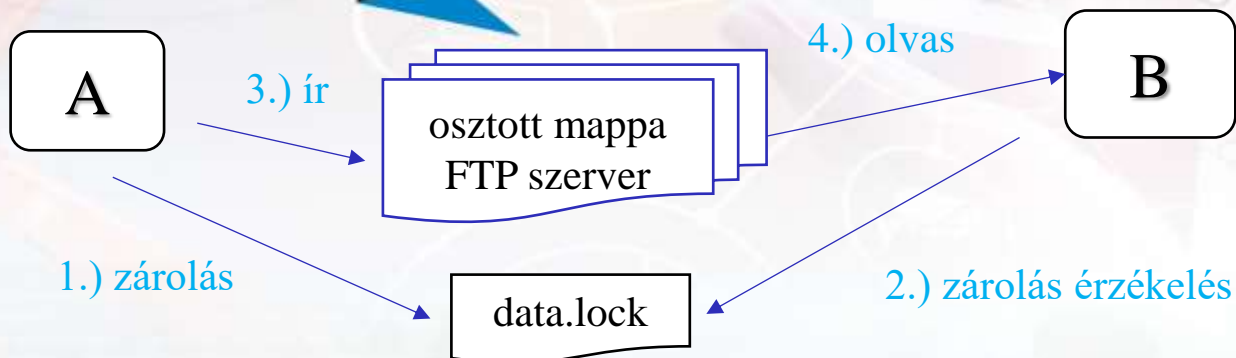 A
3.) ír
osztott mappa
FTP szerver
4.) olvas
B
1.) zárolás
data.lock
2.) zárolás érzékelés